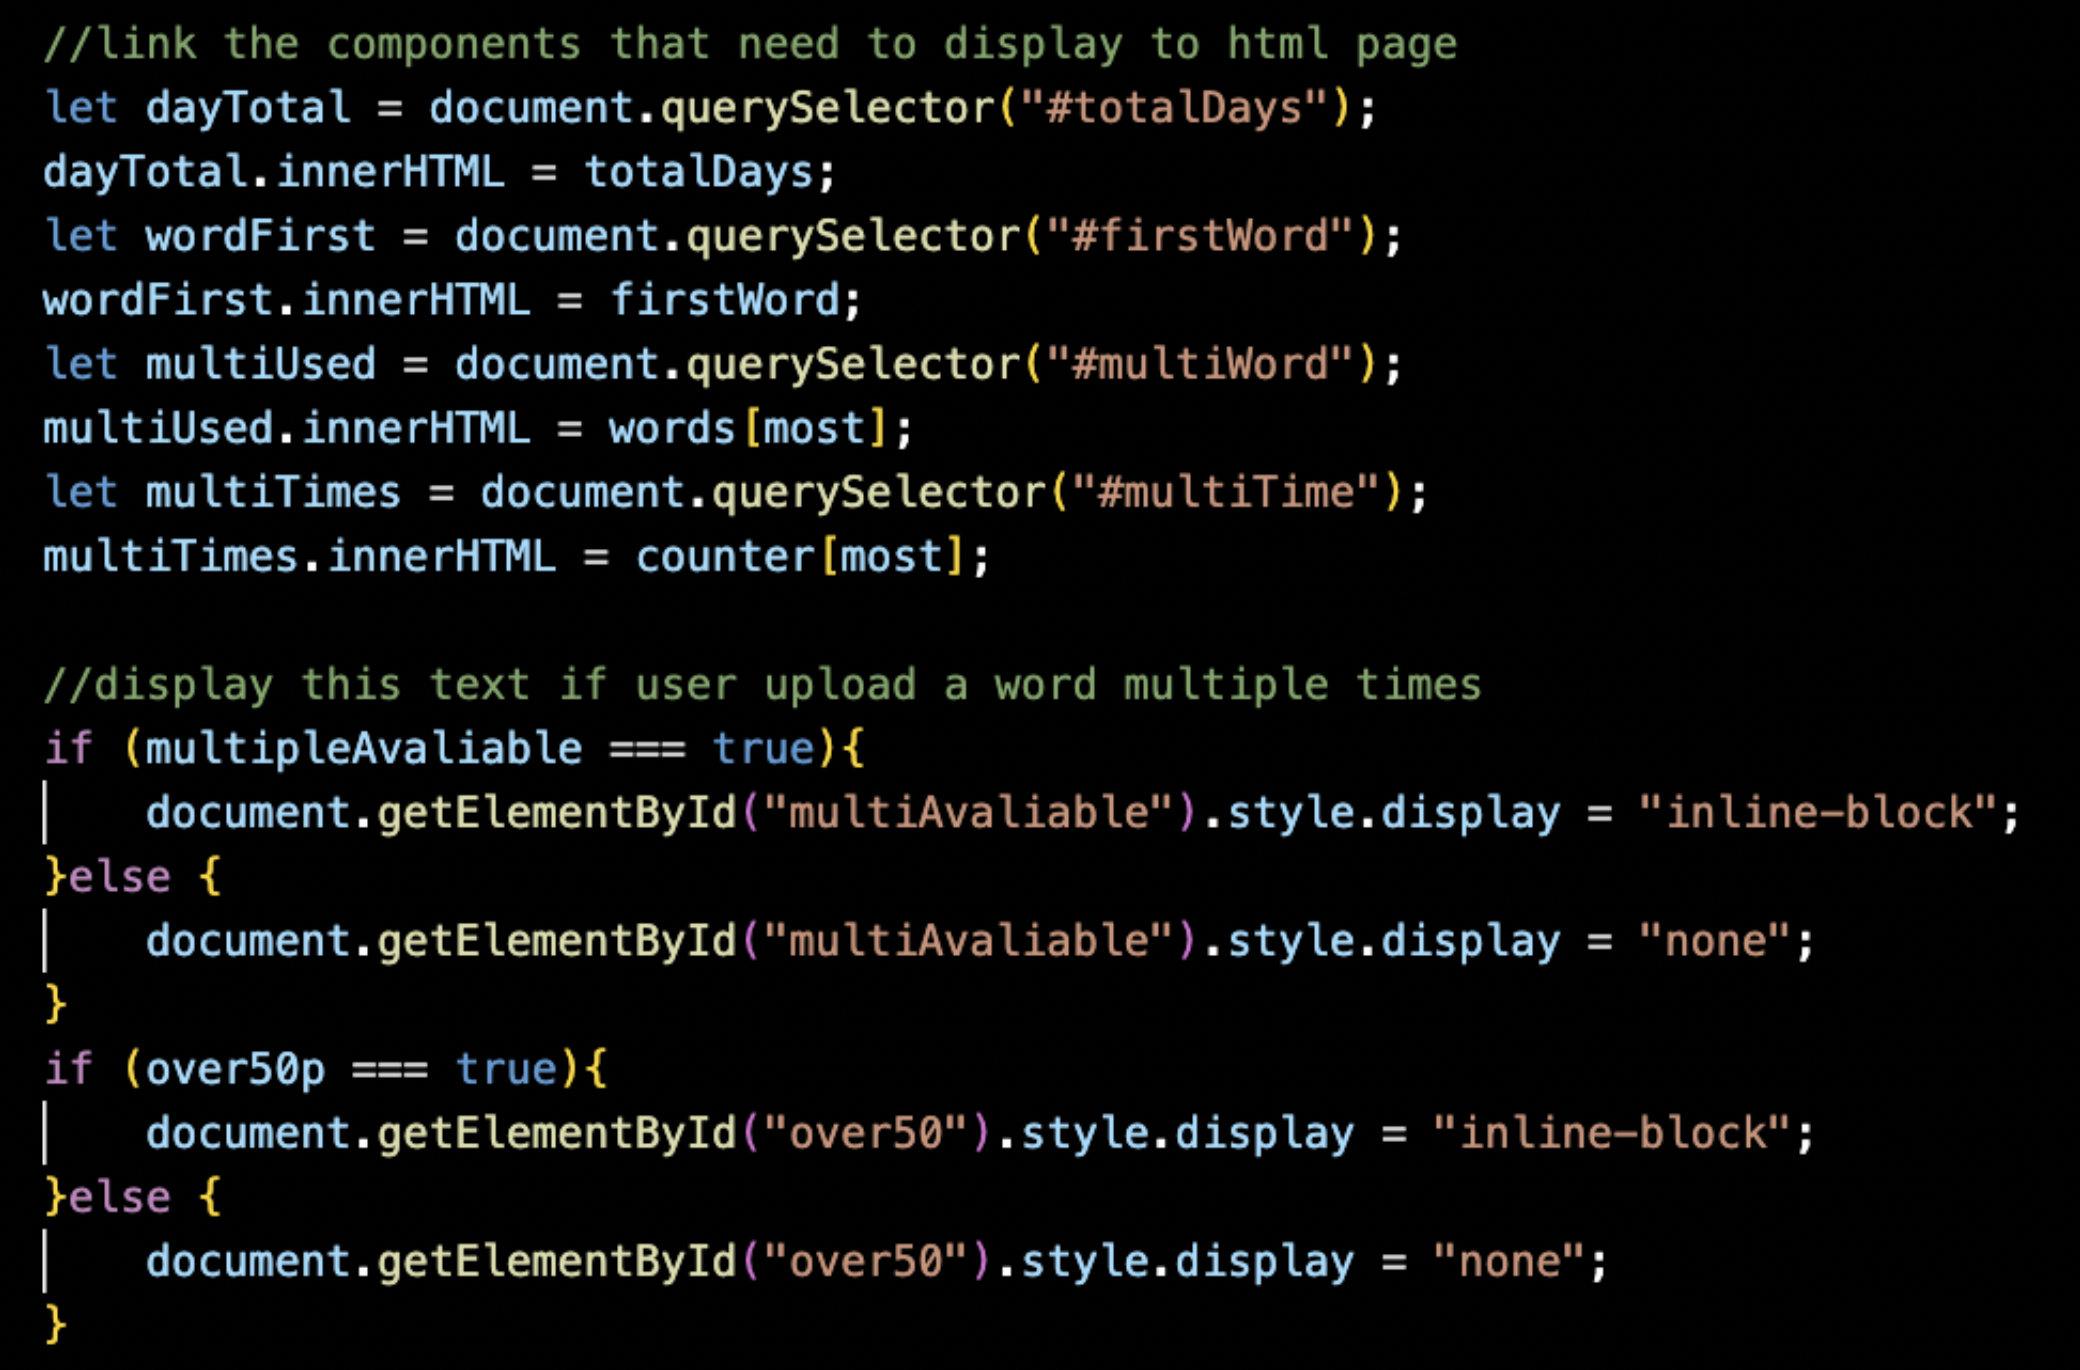 //link the components that need to display to html page
let dayTotal = document.querySelector("#totalDays");
dayTotal.innerHTML = totalDays;
let wordFirst = document.querySelector("#firstWord");
wordFirst.innerHTML = firstWord;
let multiUsed = document.querySelector("#multiWord");
multiUsed.innerHTML = words[most];
let multiTimes = document.querySelector("#multiTime");
multiTimes.innerHTML = counter[most];

//display this text if user upload a word multiple times
if (multipleAvaliable === true){
    document.getElementById("multiAvaliable").style.display = "inline-block";
}else {
    document.getElementById("multiAvaliable").style.display = "none";
}
if (over50p === true){
    document.getElementById("over50").style.display = "inline-block";
}else {
    document.getElementById("over50").style.display = "none";
}